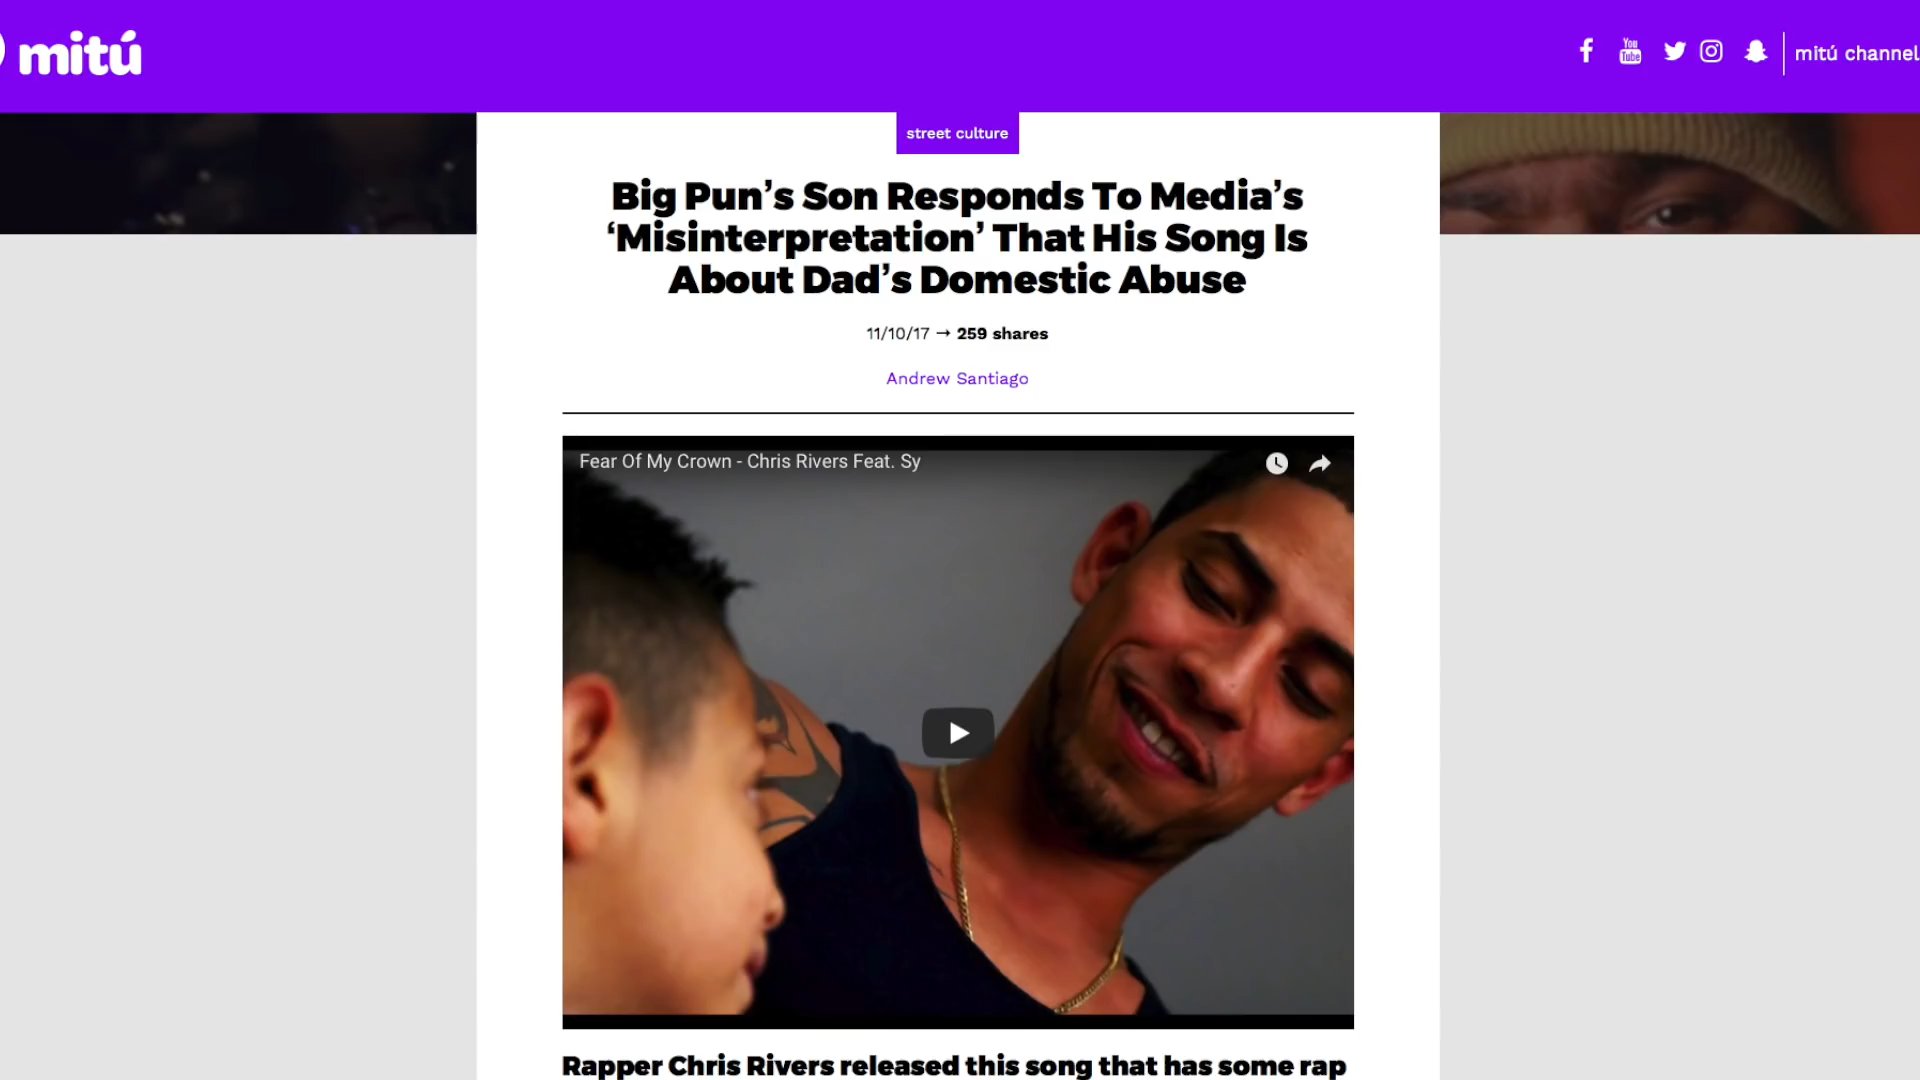 mitú
You
Tube
mitú channel
street culture
Big Pun’s Son Responds To Media’s
‘Misinterpretation’ That His Song Is
About Dad’s Domestic Abuse
11/10/17 → 259 shares
Andrew Santiago
Fear Of My Crown - Chris Rivers Feat. Sy
Rapper Chris Rivers released this song that has some rap